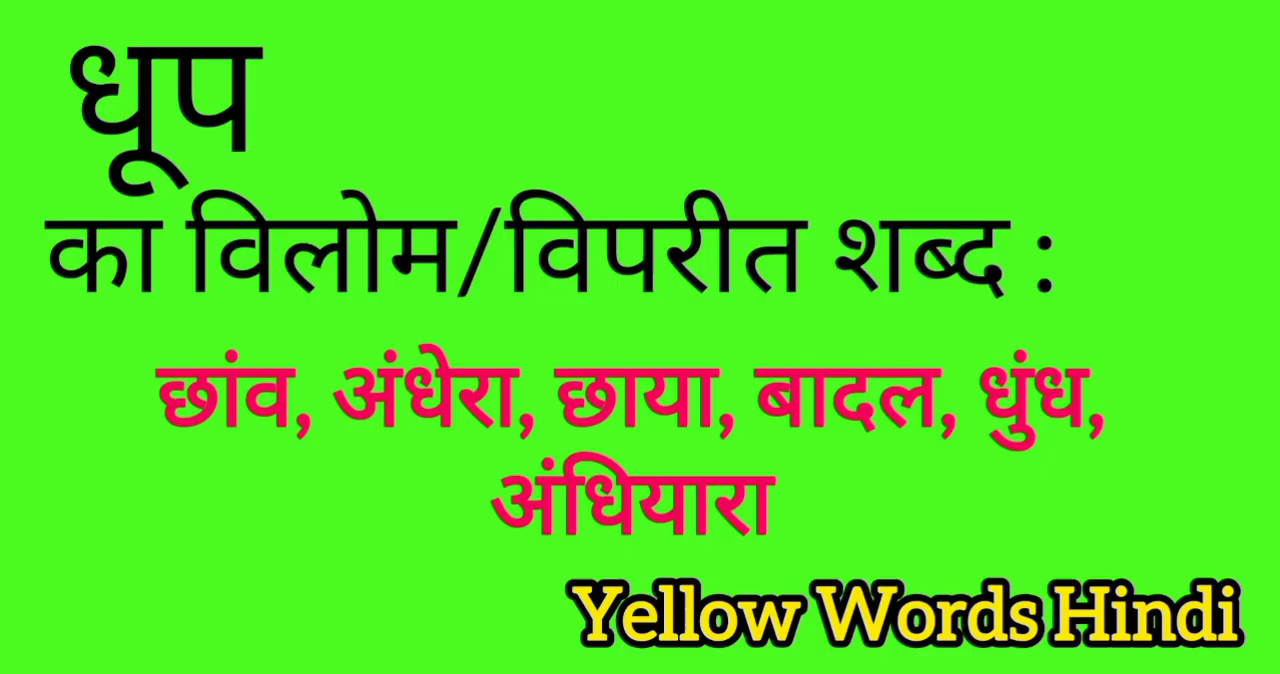 धूप
का विलोम/विपरीत शब्द :
छांव, अंधेरा, छाया, बादल, धुंध,
अंधियारा
Yellow Words Hindi